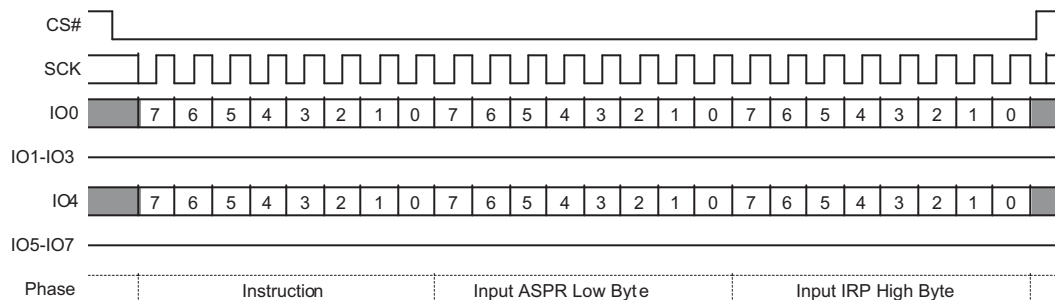 CS#
SCK
IO0 7 6 5 4 3 2 1 0 7 6 5 4 3 2 1 0 7 6 5 4 3 2 1 0
IO1-IO3
IO4 7 6 5 4 3 2 1 0 7 6 5 4 3 2 1 0 7 6 5 4 3 2 1 0
IO5-IO7
Phase Instruction Input ASPR Low Byte Input IRP High Byte